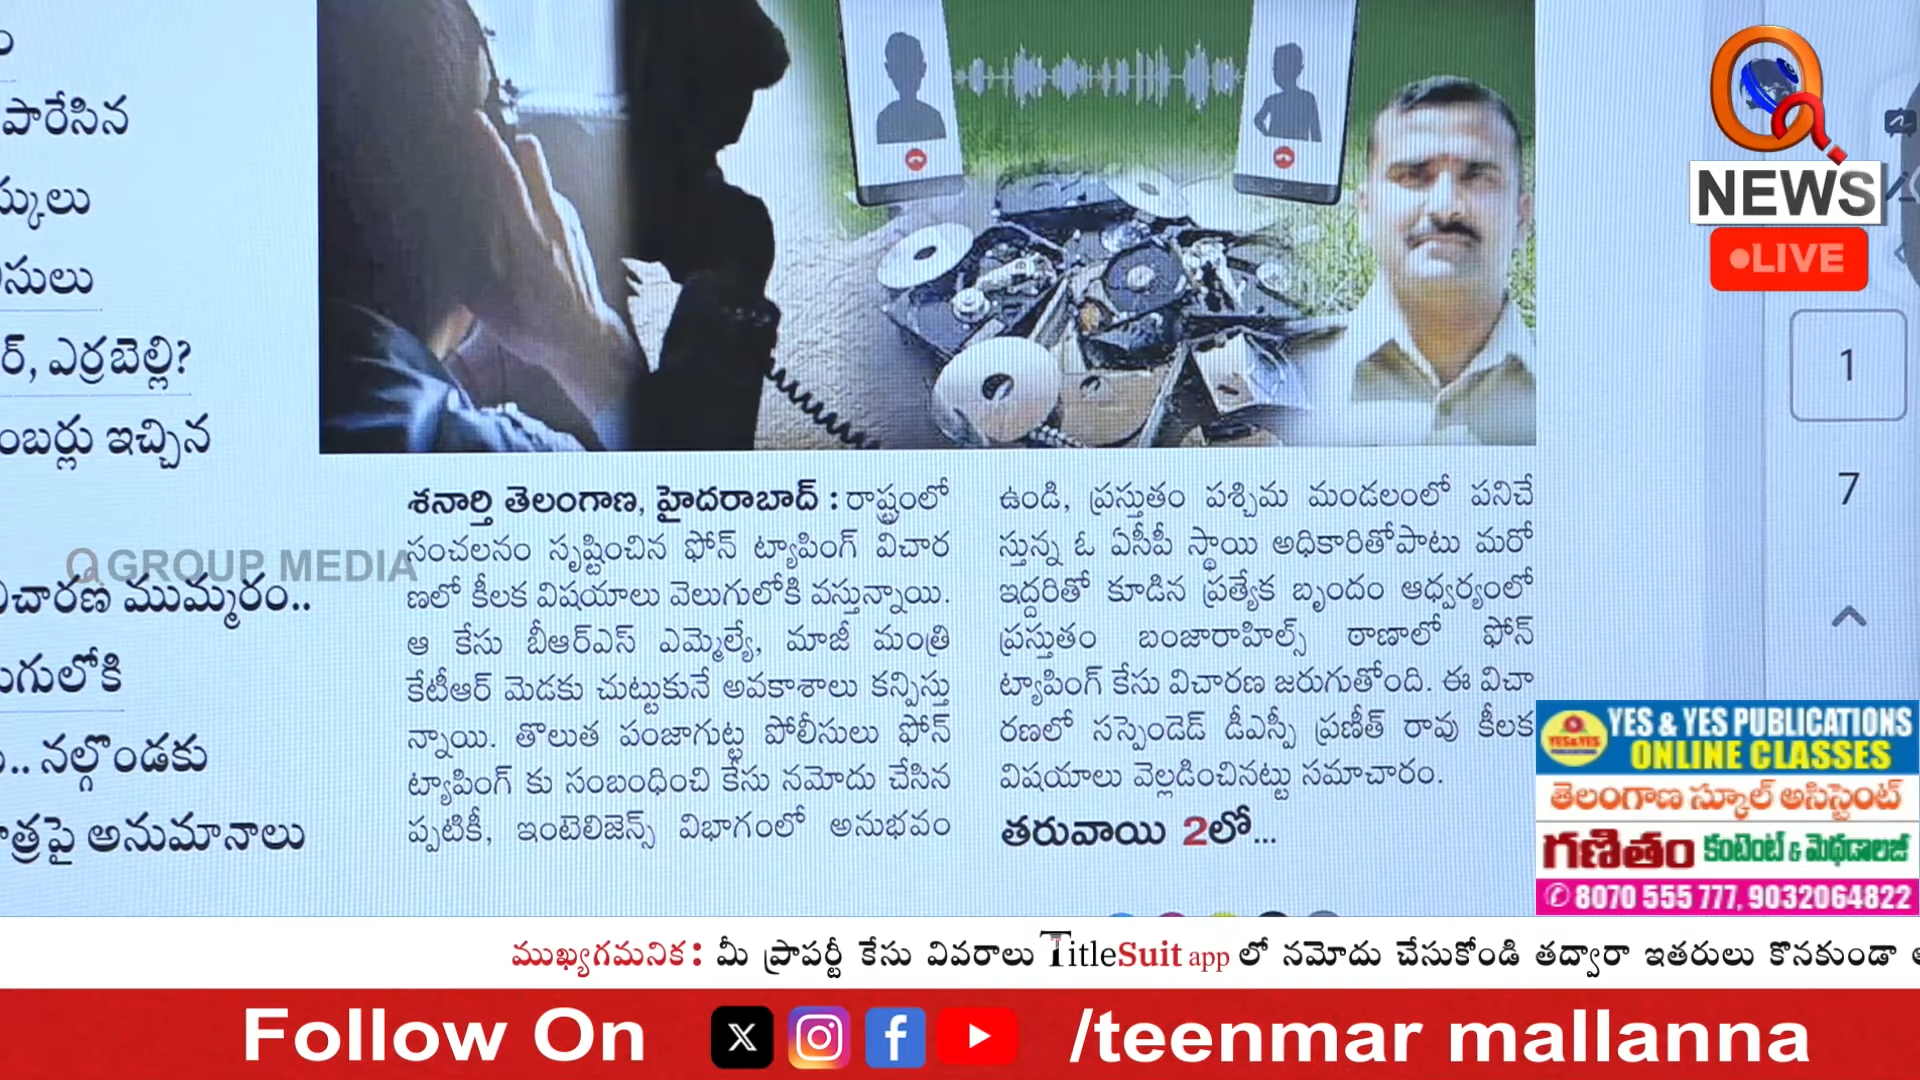 పారేసిన
ర్, ఎర్రబెల్లి?
ఇచ్చిన
ముమ్మరం..
.. నల్గొండకు
అనుమానాలు
GROUP MEDIA
శనార్తి తెలంగాణ, హైదరాబాద్ : రాష్ట్రంలో
సంచలనం సృష్టించిన ఫోన్ ట్యాపింగ్ విచార
ణలో కీలక విషయాలు వెలుగులోకి వస్తున్నాయి.
ఆ కేసు బీఆర్ఎస్ ఎమ్మెల్యే, మాజీ మంత్రి
కేటీఆర్ మెడకు చుట్టుకునే అవకాశాలు కన్పిస్తు
న్నాయి. తొలుత పంజాగుట్ట పోలీసులు ఫోన్
ట్యాపింగ్ కు సంబంధించి కేసు నమోదు చేసిన
ప్పటికీ, ఇంటెలిజెన్స్ విభాగంలో అనుభవం
ఉండి, ప్రస్తుతం పశ్చిమ మండలంలో పనిచే
స్తున్న ఓ ఏసీపీ స్థాయి అధికారితోపాటు మరో
ఇద్దరితో కూడిన ప్రత్యేక బృందం ఆధ్వర్యంలో
ప్రస్తుతం బంజారాహిల్స్ ఠాణాలో ఫోన్
ట్యాపింగ్ కేసు విచారణ జరుగుతోంది. ఈ విచా
రణలో సస్పెండెడ్ డీఎస్పీ ప్రణీత్ రావు కీలక
విషయాలు వెల్లడించినట్టు సమాచారం.
తరువాయి 2లో...
NEWS
LIVE
1
7
YES & YES PUBLICATIONS
ONLINE CLASSES
తెలంగాణ స్కూల్ అసిస్టెంట్
గణితం కంటెంట్ & మెథడాలజీ
8070 555 777, 9032064822
ముఖ్యగమనిక: మీ ప్రాపర్టీ కేసు వివరాలు TitleSuit app లో నమోదు చేసుకోండి తద్వారా ఇతరులు కొనకుండా
Follow On /teenmar mallanna